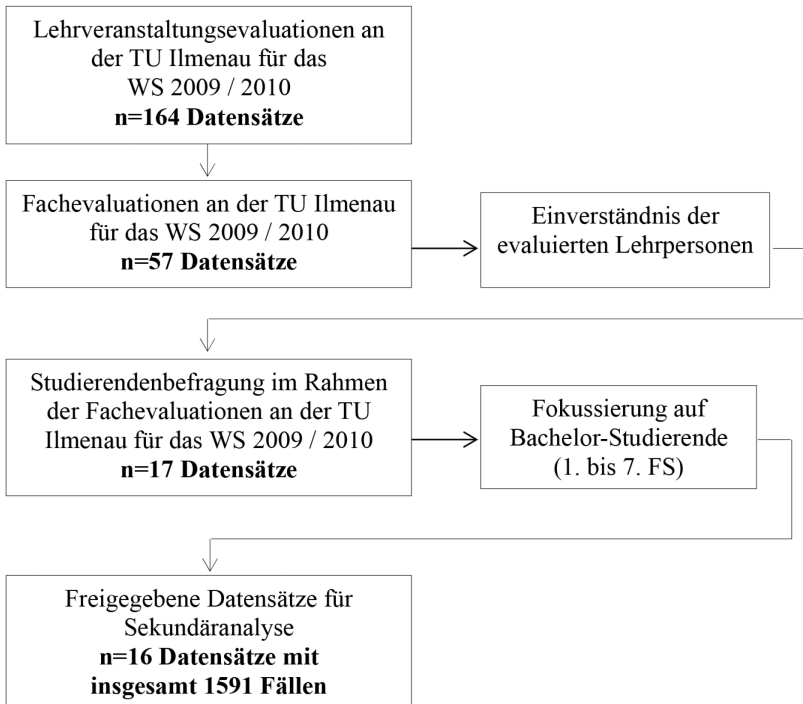 Lehrveranstaltungsevaluationen an
der TU Ilmenau für das
WS 2009 / 2010
n=164 Datensätze
Fachevaluationen an der TU Ilmenau
für das WS 2009 / 2010
n=57 Datensätze
Einverständnis der
evaluierten Lehrpersonen
Studierendenbefragung im Rahmen
der Fachevaluationen an der TU
Ilmenau für das WS 2009 / 2010
n=17 Datensätze
Fokussierung auf
Bachelor-Studierende
(1. bis 7. FS)
Freigegebene Datensätze für
Sekundäranalyse
n=16 Datensätze mit
insgesamt 1591 Fällen